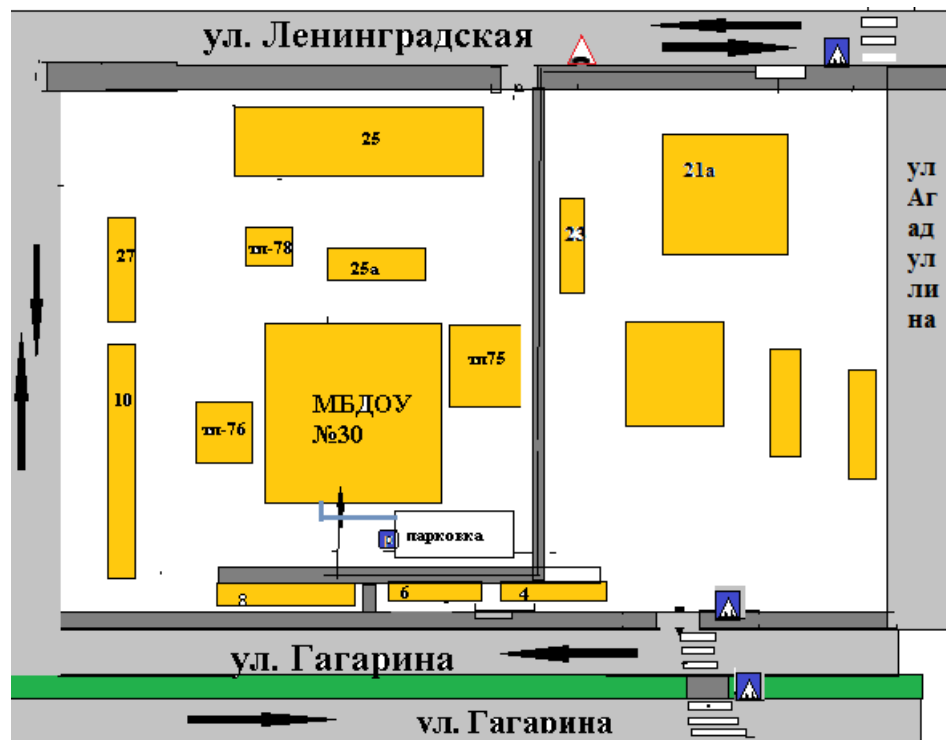 ул. Ленинградская
25
21а
ул
Аг
ад
ул
ли
на
27
тп-78
25а
23
10
тп-76
МБДОУ
№30
тп75
парковка
8
6
4
ул. Гагарина
ул. Гагарина